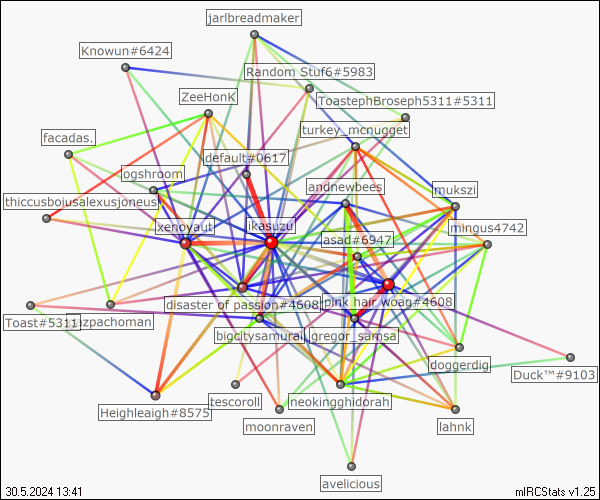 jarlbreadmaker
Knowun#6424
Random Stuf6#5983
ZeeHonk
ToastephBroseph5311#5311
turkey_mcnugget
facadas.
default#0617
ogshroom
andnewbees
mukszi
thiccusboiusalexusjoneus
xenoyaut
ikasuzu
mingus4742
asad#6947
disaster of passion#4608
pink hair woag#4608
Toast#5311
azpachoman
bigcitysamurai
gregor_samsa
doggerdig
Duck™#9103
Heighleaigh#8575
tescoroll
neokingghidorah
moonraven
lahnk
avelicious
30.5.2024 13:41
mIRCStats v1.25